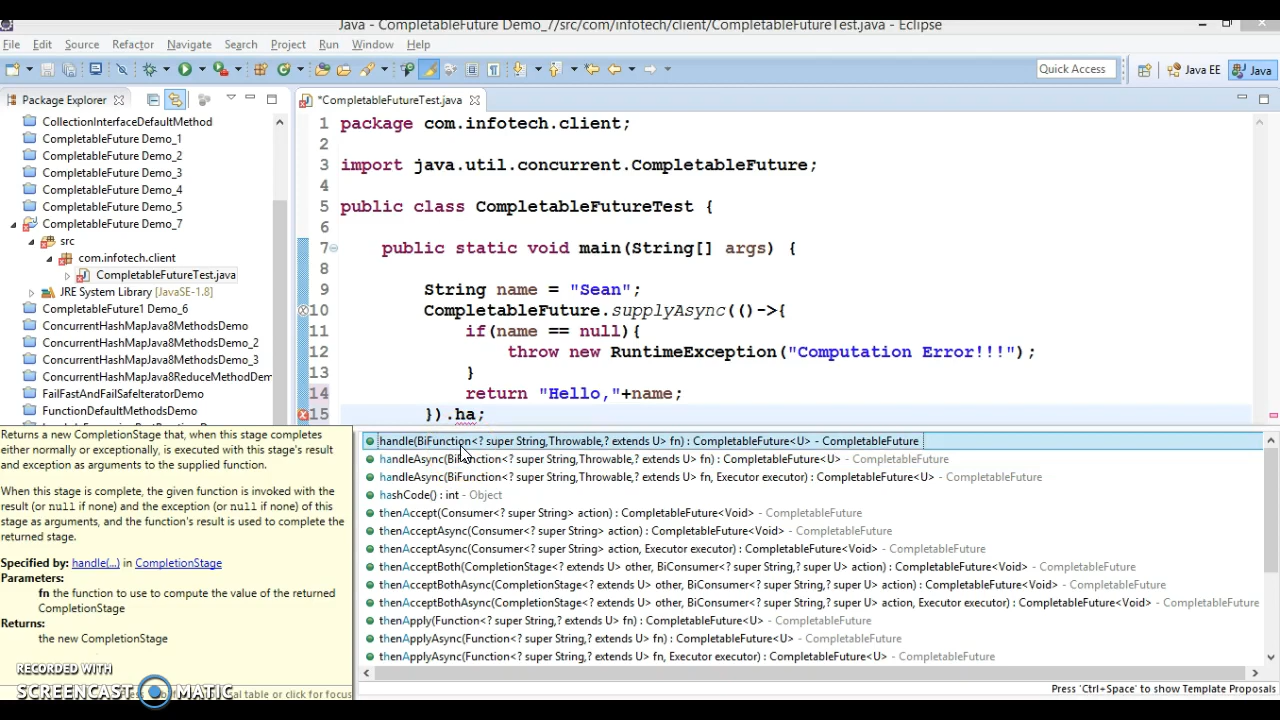 Java - CompletableFuture Demo_7//src/com/infotech/client/CompletableFutureTest.java - Eclipse
File Edit Source Refactor Navigate Search Project Run Window Help
Quick Access
Java EE
Java
Package Explorer
*CompletableFutureTest.java
CollectionInterfaceDefaultMethod
CompletableFuture Demo_1
CompletableFuture Demo_2
CompletableFuture Demo_3
CompletableFuture Demo_4
CompletableFuture Demo_5
CompletableFuture Demo_7
src
com.infotech.client
CompletableFutureTest.java
JRE System Library [JavaSE-1.8]
CompletableFuture1 Demo_6
ConcurrentHashMapJava8MethodsDemo
ConcurrentHashMapJava8MethodsDemo_2
ConcurrentHashMapJava8MethodsDemo_3
ConcurrentHashMapJava8ReduceMethodDem
FailFastAndFailSafeIteratorDemo
FunctionDefaultMethodsDemo
1 package com.infotech.client;
2
3 import java.util.concurrent.CompletableFuture;
4
5 public class CompletableFutureTest {
6
7 public static void main(String[] args) {
8
9 String name = "Sean";
10 CompletableFuture.supplyAsync(()->{
11 if(name == null){
12 throw new RuntimeException("Computation Error!!!");
13 }
14 return "Hello,"+name;
15 }).ha;
Returns a new CompletionStage that, when this stage completes
either normally or exceptionally, is executed with this stage's result
and exception as arguments to the supplied function.
When this stage is complete, the given function is invoked with the
result (or null if none) and the exception (or null if none) of this
stage as arguments, and the function's result is used to complete the
returned stage.
Specified by: handle(...) in CompletionStage
Parameters:
fn the function to use to compute the value of the returned
CompletionStage
Returns:
the new CompletionStage
RECORDED WITH
SCREENCAST MATIC
al table or click for focus
handle(BiFunction<? super String,Throwable,? extends U> fn) : CompletableFuture<U> - CompletableFuture
handleAsync(BiFunction<? super String,Throwable,? extends U> fn) : CompletableFuture<U> - CompletableFuture
handleAsync(BiFunction<? super String,Throwable,? extends U> fn, Executor executor) : CompletableFuture<U> - CompletableFuture
hashCode() : int - Object
thenAccept(Consumer<? super String> action) : CompletableFuture<Void> - CompletableFuture
thenAcceptAsync(Consumer<? super String> action) : CompletableFuture<Void> - CompletableFuture
thenAcceptAsync(Consumer<? super String> action, Executor executor) : CompletableFuture<Void> - CompletableFuture
thenAcceptBoth(CompletionStage<? extends U> other, BiConsumer<? super String,? super U> action) : CompletableFuture<Void> - CompletableFuture
thenAcceptBothAsync(CompletionStage<? extends U> other, BiConsumer<? super String,? super U> action) : CompletableFuture<Void> - CompletableFuture
thenAcceptBothAsync(CompletionStage<? extends U> other, BiConsumer<? super String,? super U> action, Executor executor) : CompletableFuture<Void> - CompletableFuture
thenApply(Function<? super String,? extends U> fn) : CompletableFuture<U> - CompletableFuture
thenApplyAsync(Function<? super String,? extends U> fn) : CompletableFuture<U> - CompletableFuture
thenApplyAsync(Function<? super String,? extends U> fn, Executor executor) : CompletableFuture<U> - CompletableFuture
Press 'Ctrl+Space' to show Template Proposals